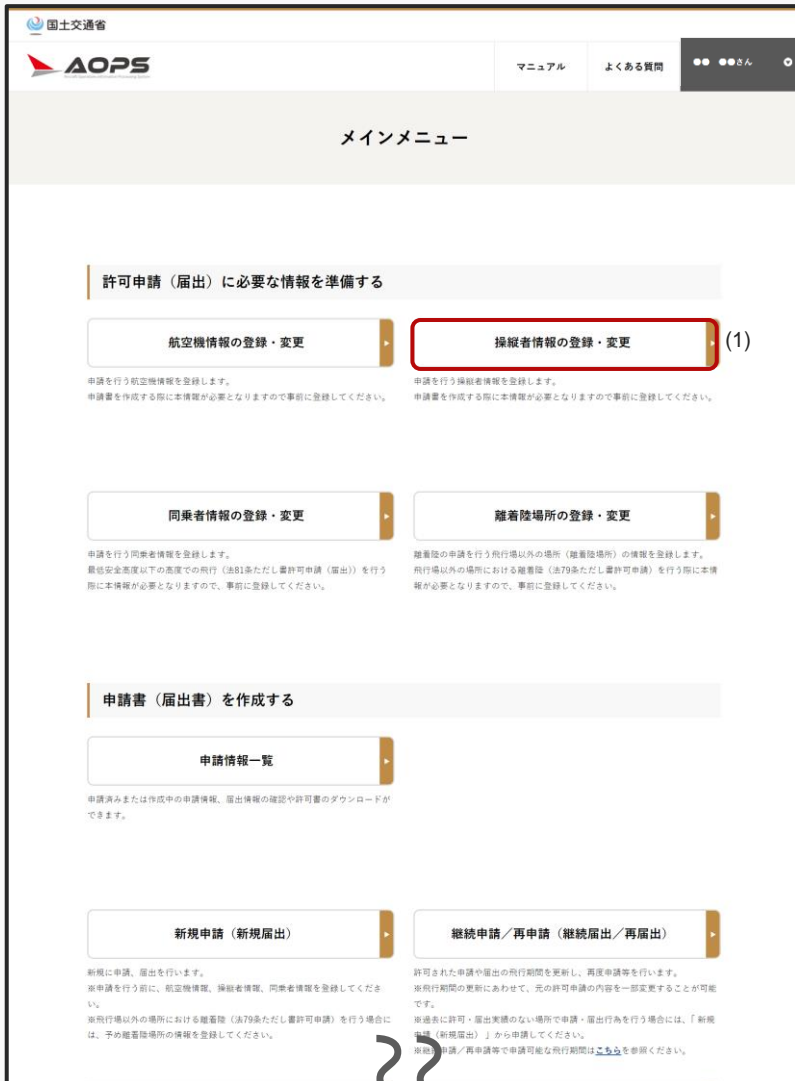 国土交通省
AOPS
マニュアル
よくある質問
●● ●●さん
メインメニュー
許可申請（届出）に必要な情報を準備する
航空機情報の登録・変更
操縦者情報の登録・変更
(1)
申請を行う航空機情報を登録します。
申請書を作成する際に本情報が必要となりますので事前に登録してください。
申請を行う操縦者情報を登録します。
申請書を作成する際に本情報が必要となりますので事前に登録してください。
同乗者情報の登録・変更
離着陸場所の登録・変更
申請を行う同乗者情報を登録します。
最低安全高度以下の高度での飛行（法81条ただし書許可申請（届出））を行う
際に本情報が必要となりますので、事前に登録してください。
離着陸の申請を行う飛行場以外の場所（離着陸場所）の情報を登録します。
飛行場以外の場所における離着陸（法79条ただし書許可申請）を行う際に本情
報が必要となりますので、事前に登録してください。
申請書（届出書）を作成する
申請情報一覧
申請済みまたは作成中の申請情報、届出情報の確認や許可書のダウンロードが
できます。
新規申請（新規届出）
継続申請／再申請（継続届出／再届出）
新規に申請、届出を行います。
※申請を行う前に、航空機情報、操縦者情報、同乗者情報を登録してくださ
い。
※飛行場以外の場所における離着陸（法79条ただし書許可申請）を行う場合に
は、予め離着陸場所の情報を登録してください。
許可された申請や届出の飛行期間を更新し、再度申請等を行います。
※飛行期間の更新にあわせて、元の許可申請の内容を一部変更することが可能
です。
※過去に許可・届出実績のない場所で申請・届出行為を行う場合には、「新規
申請（新規届出）」から申請してください。
※継続申請／再申請等で申請可能な飛行期間はこちらを参照ください。